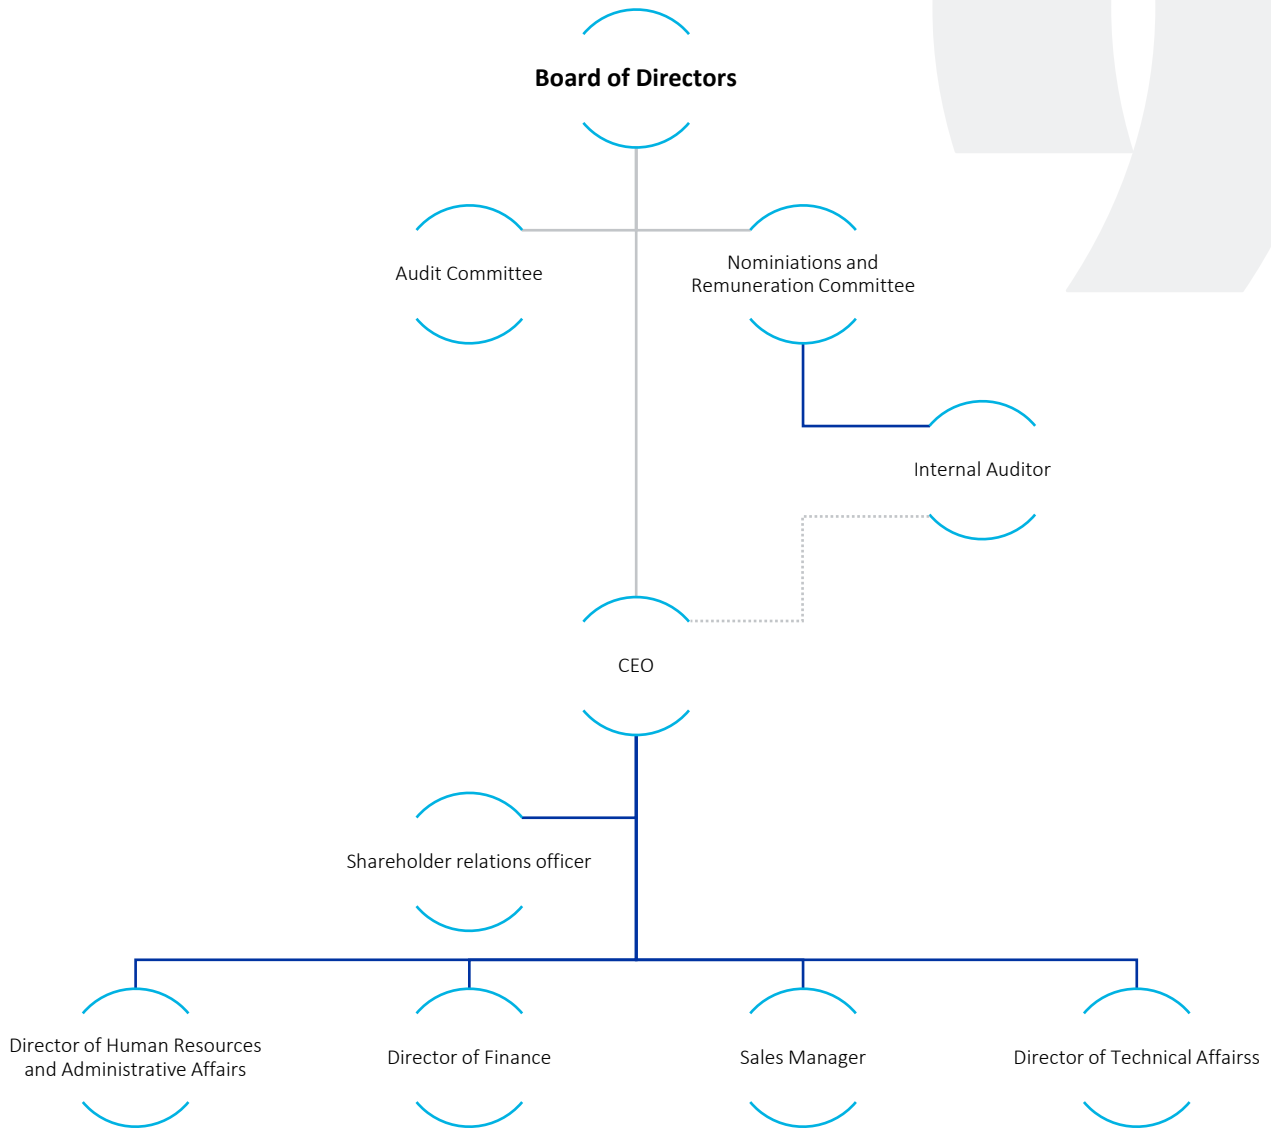 Board of Directors
Audit Committee
Nominiations and
Remuneration Committee
Internal Auditor
CEO
Shareholder relations officer
Director of Human Resources
and Administrative Affairs
Director of Finance
Sales Manager
Director of Technical Affairss